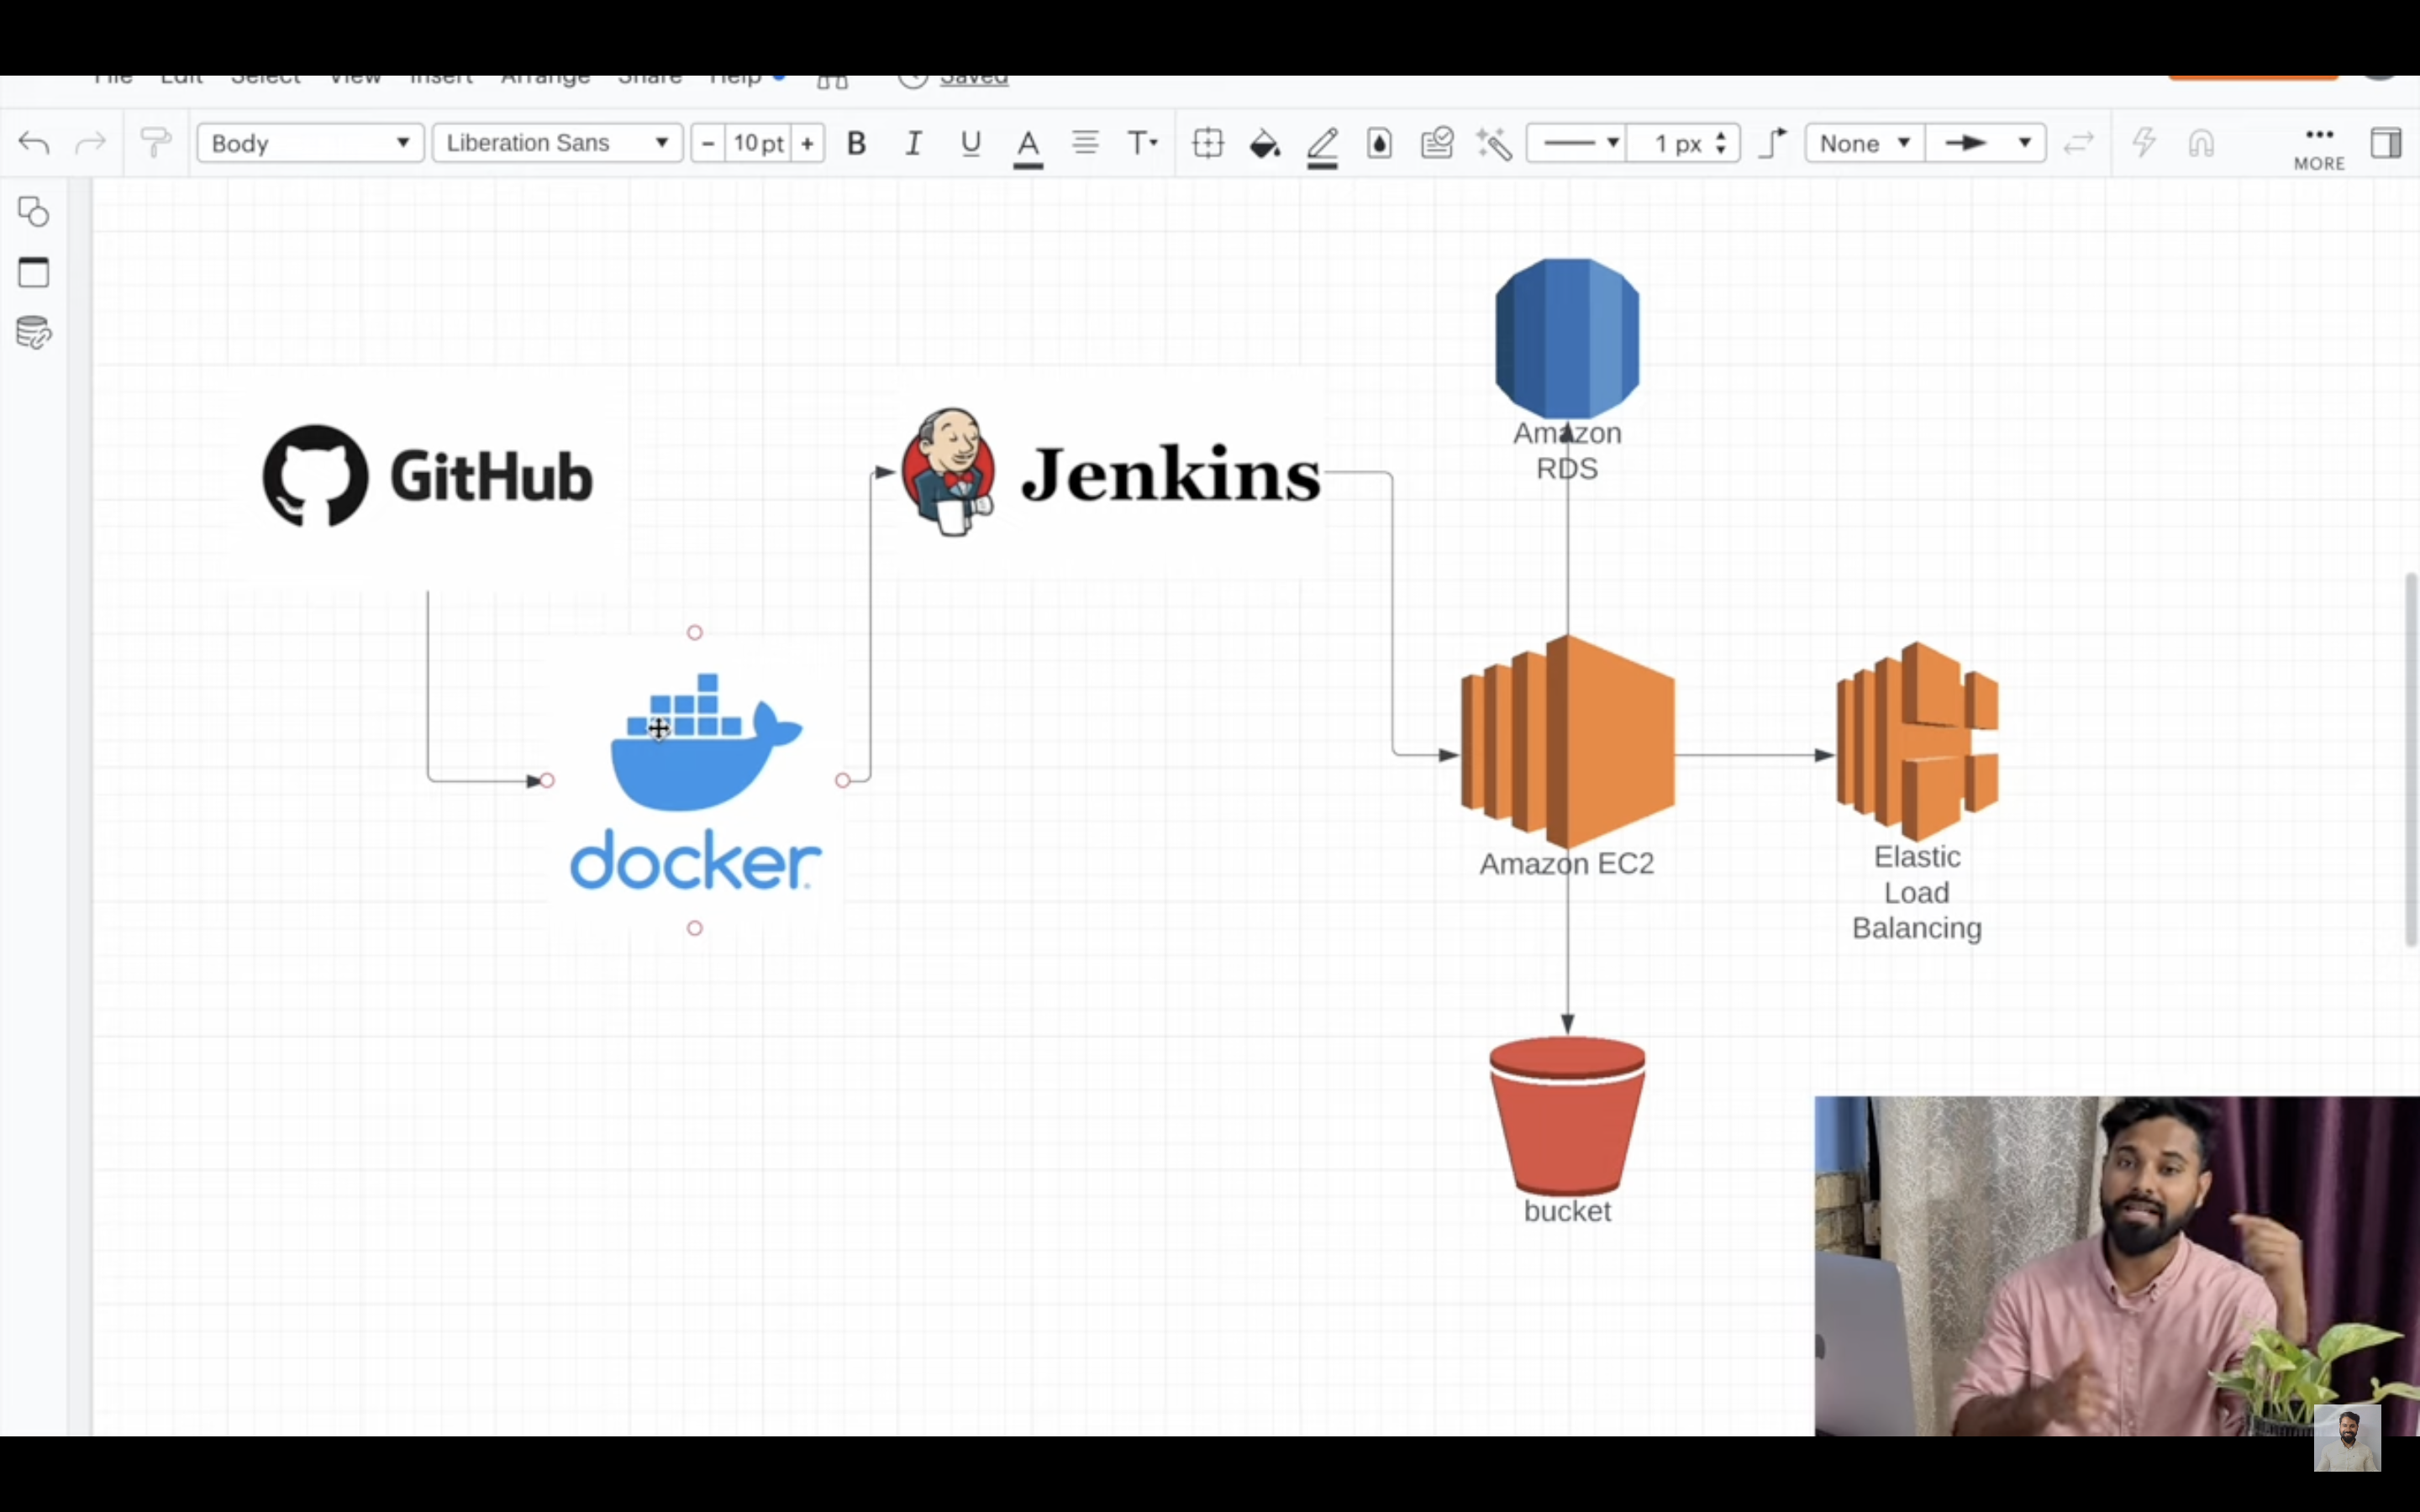 File Edit Select View Insert Arrange Share Help Saved
Body Liberation Sans - 10 pt + B I U A T 1 px None MORE
GitHub
Jenkins
Amazon
RDS
docker
Amazon EC2
Elastic
Load
Balancing
bucket